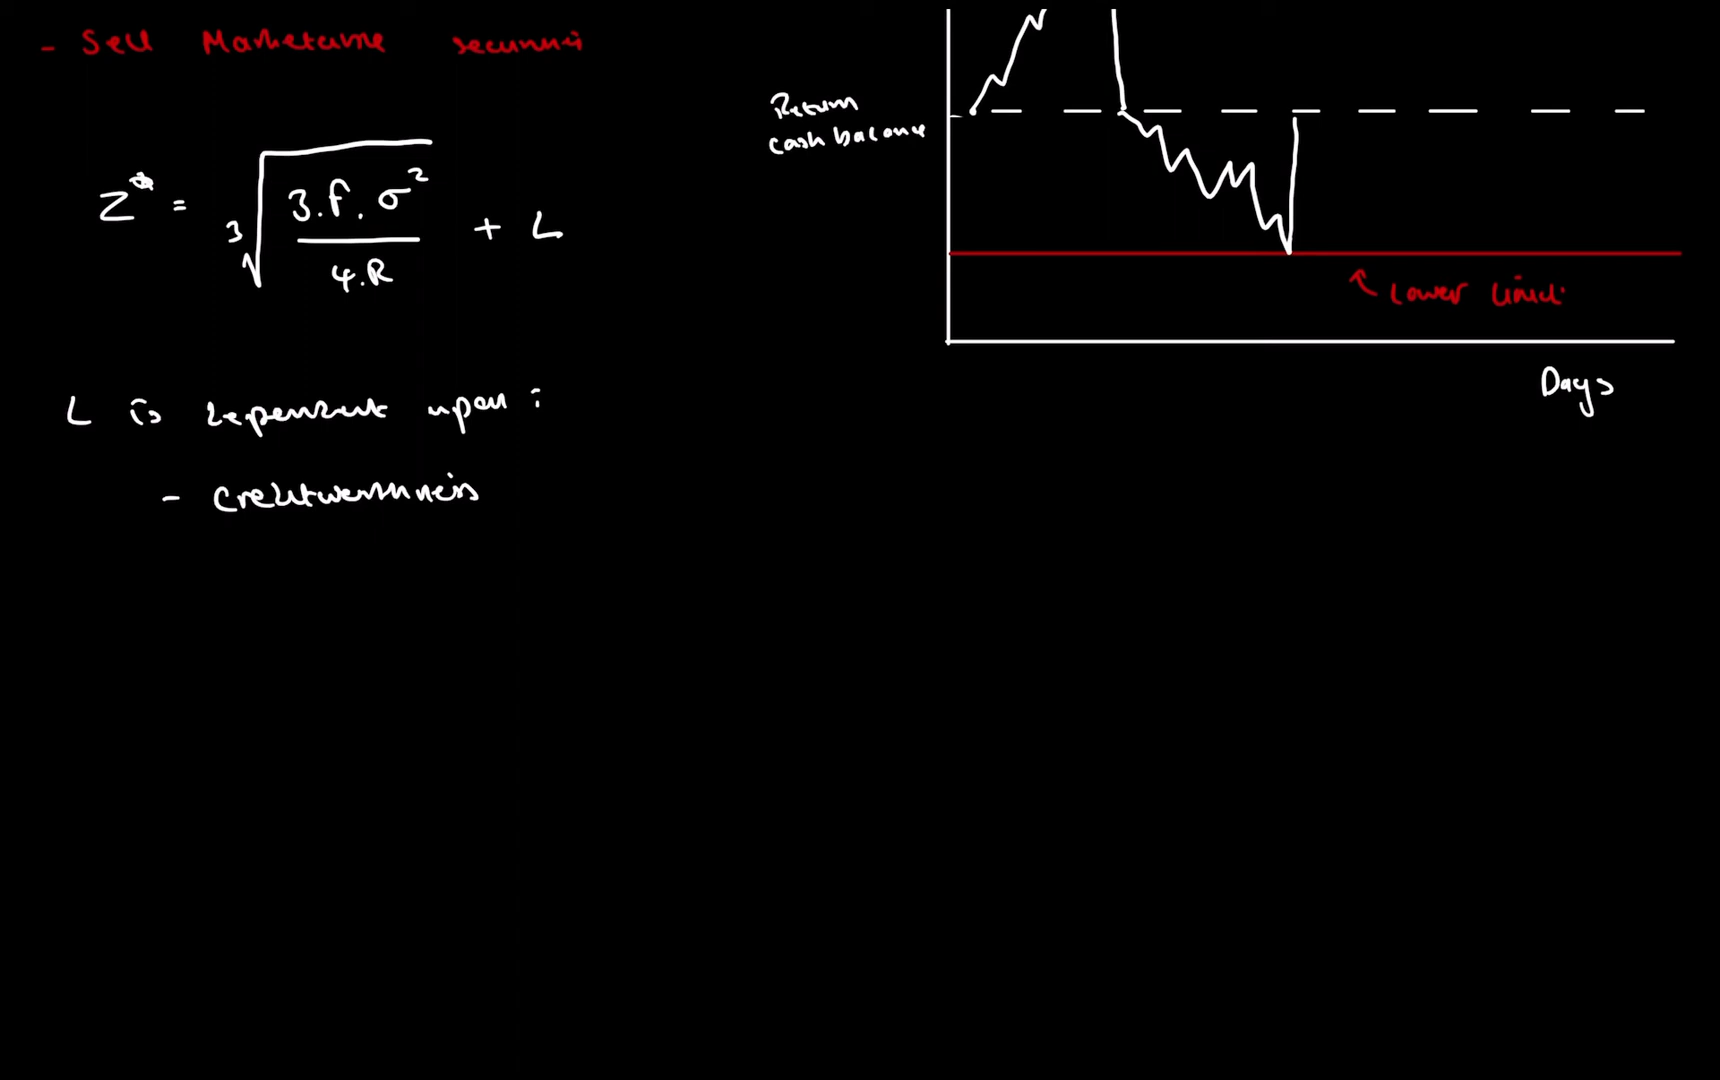 - Sell Marketable securities
Return
cash balance
Z* = ∛(3.F.σ² / 4.R) + L
↖ Lower limit
Days
L is dependent upon :
- Creditworthiness